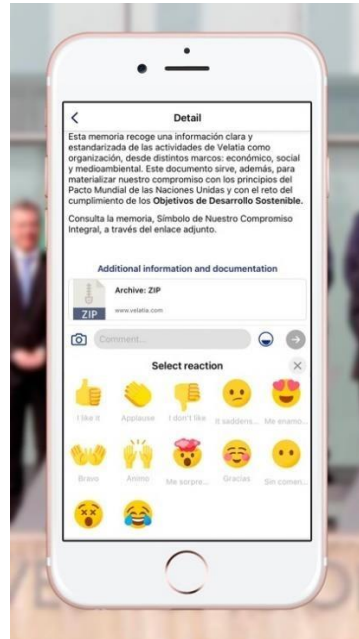 Detail
Esta memoria recoge una información clara y
estandarizada de las actividades de Velatia como
organización, desde distintos marcos: económico, social
y medioambiental. Este documento sirve, además, para
materializar nuestro compromiso con los principios del
Pacto Mundial de las Naciones Unidas y con el reto del
cumplimiento de los Objetivos de Desarrollo Sostenible.
Consulta la memoria, Símbolo de Nuestro Compromiso
Integral, a través del enlace adjunto.
Additional information and documentation
Archive: ZIP
ZIP
www.velatia.com
Comment...
Select reaction
I like it
Applause
I don't like
It saddens...
Me enamo...
Bravo
Animo
Me sorpre...
Gracias
Sin comen...